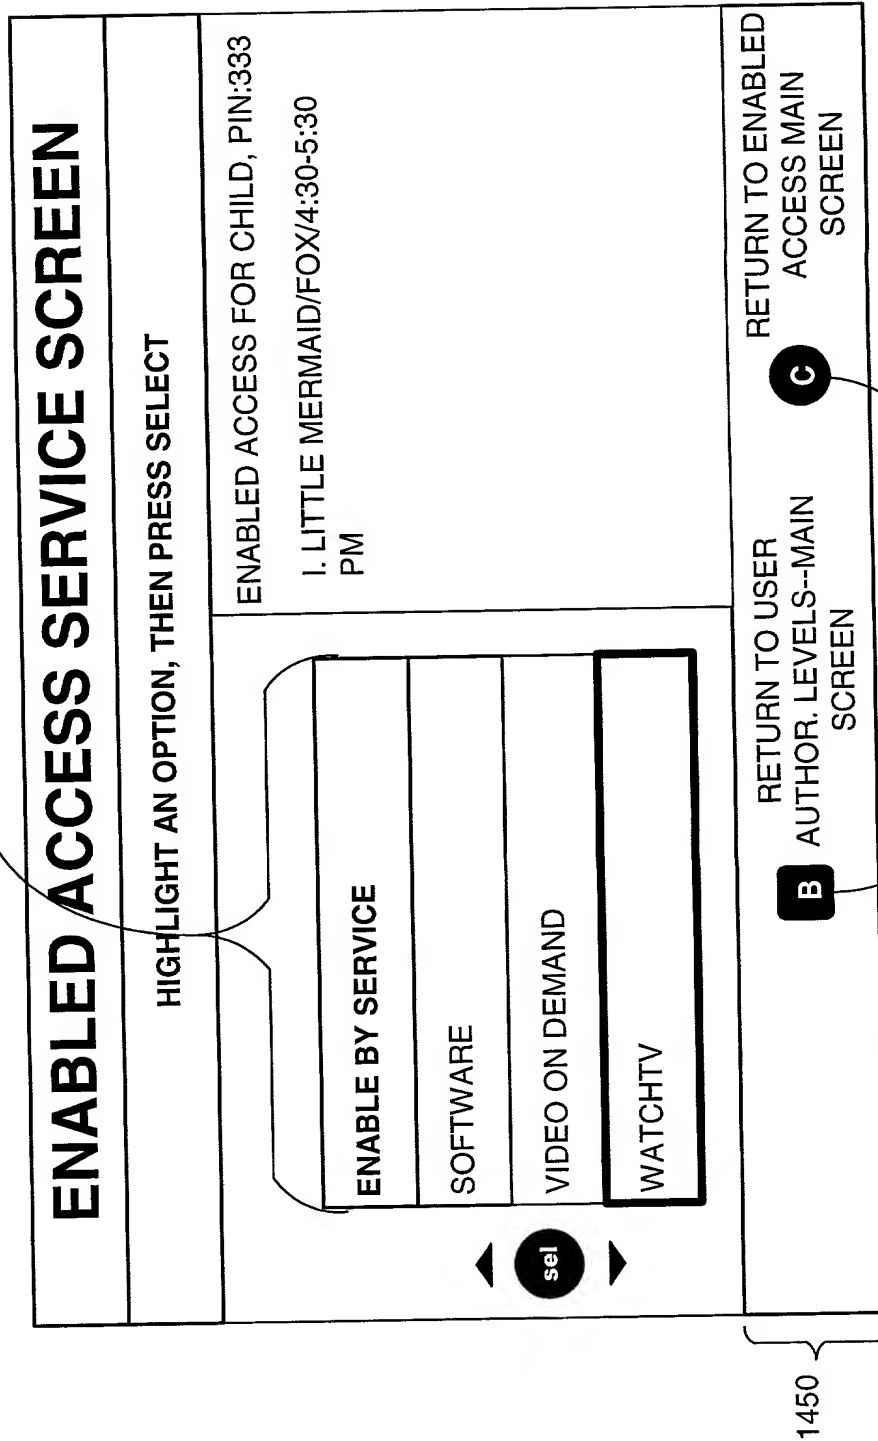 ENABLED ACCESS SERVICE SCREEN
HIGHLIGHT AN OPTION, THEN PRESS SELECT
ENABLE BY SERVICE
SOFTWARE
VIDEO ON DEMAND
WATCHTV
sel
ENABLED ACCESS FOR CHILD, PIN:333
I. LITTLE MERMAID/FOX/4:30-5:30
PM
B
RETURN TO USER
AUTHOR. LEVELS--MAIN
SCREEN
C
RETURN TO ENABLED
ACCESS MAIN
SCREEN
1450